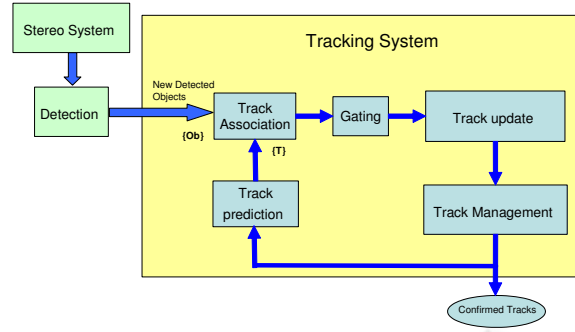 Stereo System
Tracking System
New Detected
Objects
Detection
{Ob}
Track
Association
{T}
Gating
Track update
Track
prediction
Track Management
Confirmed Tracks